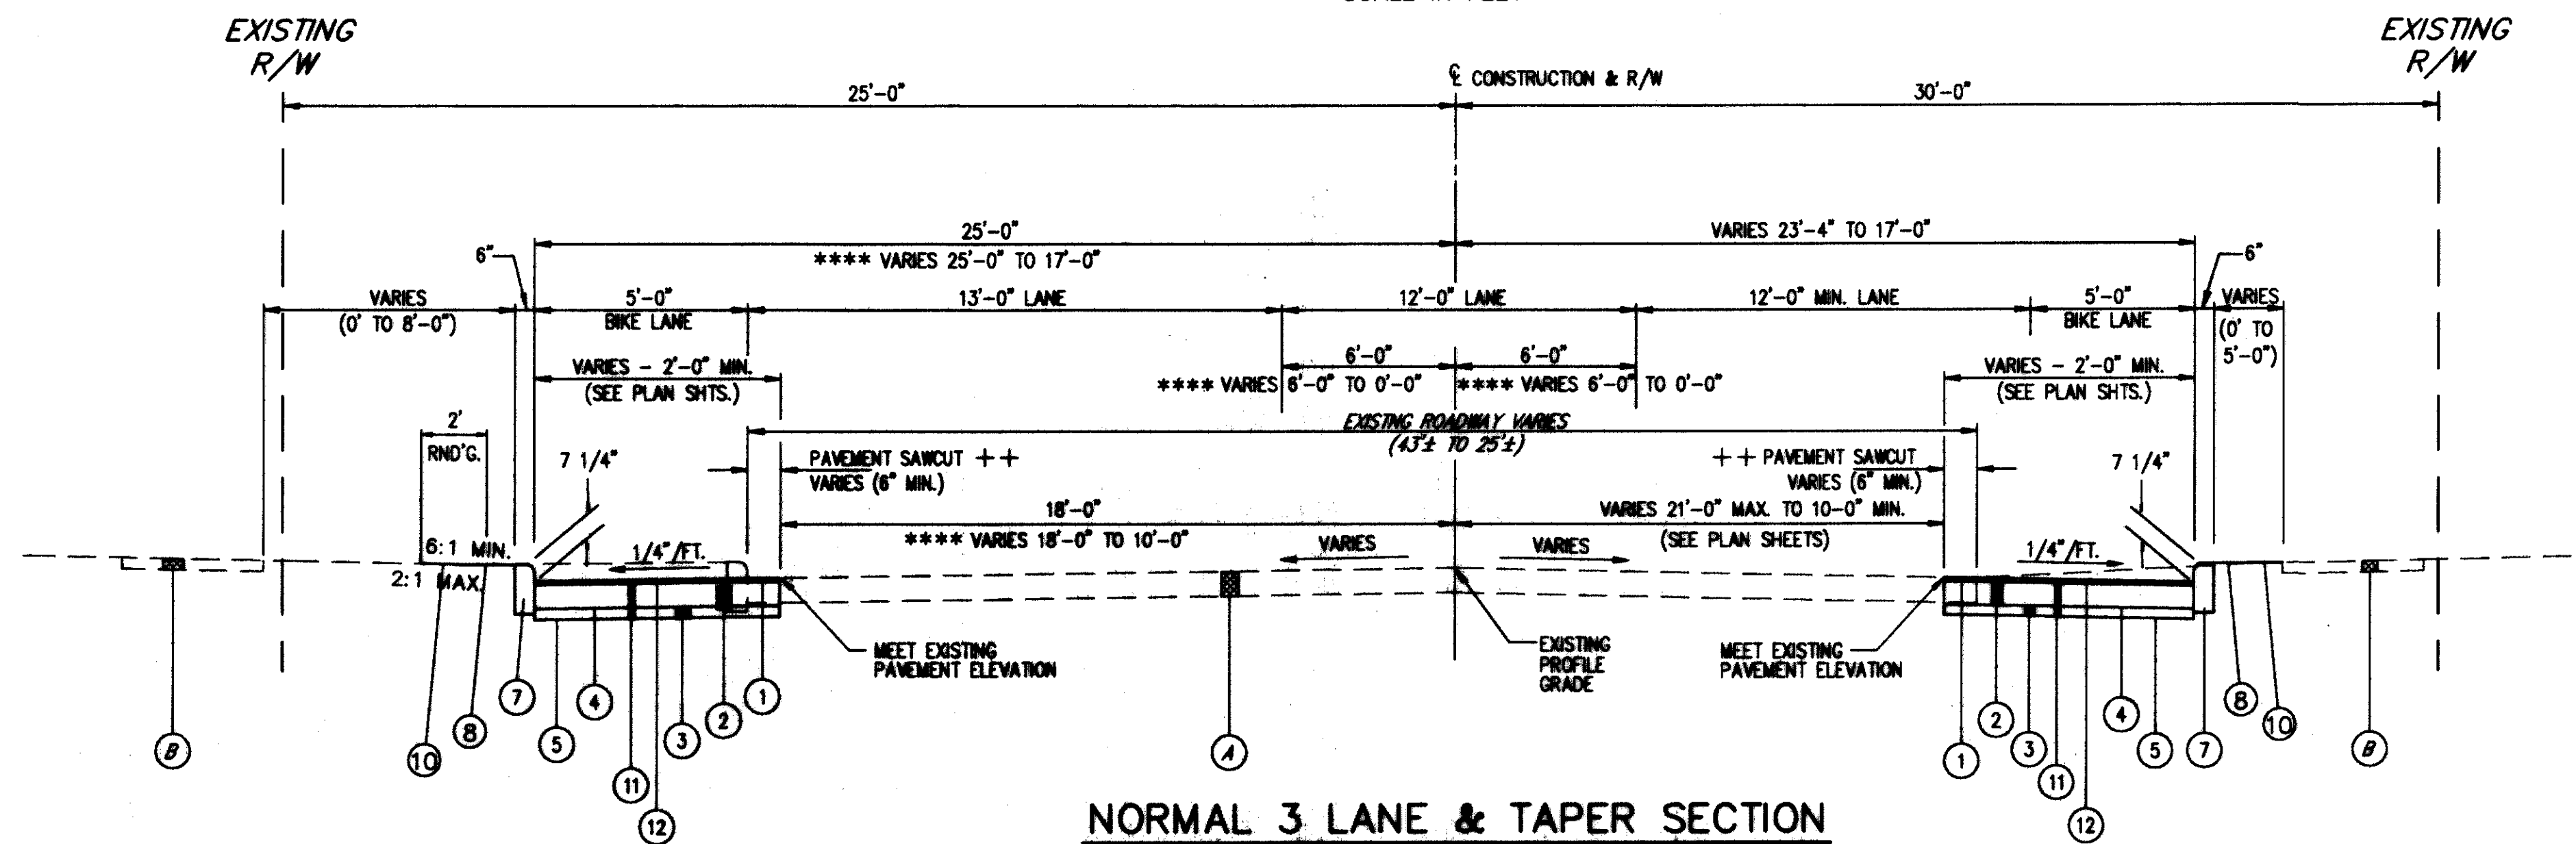 EXISTING
R/W
EXISTING
R/W
℄ CONSTRUCTION & R/W
25'-0"
30'-0"
25'-0"
**** VARIES 25'-0" TO 17'-0"
VARIES 23'-4" TO 17'-0"
6"
6"
VARIES
(0' TO 8'-0")
5'-0"
BIKE LANE
13'-0" LANE
12'-0" LANE
12'-0" MIN. LANE
5'-0"
BIKE LANE
VARIES
(0' TO
5'-0")
6'-0"
**** VARIES 6'-0" TO 0'-0"
6'-0"
**** VARIES 6'-0" TO 0'-0"
VARIES - 2'-0" MIN.
(SEE PLAN SHTS.)
VARIES - 2'-0" MIN.
(SEE PLAN SHTS.)
2'
RND'G.
EXISTNG ROADWAY VARIES
(43'± TO 25'±)
7 1/4"
PAVEMENT SAWCUT ++
VARIES (6" MIN.)
++ PAVEMENT SAWCUT
VARIES (6" MIN.)
7 1/4"
18'-0"
**** VARIES 18'-0" TO 10'-0"
VARIES 21'-0" MAX. TO 10-0" MIN.
(SEE PLAN SHEETS)
6:1 MIN.
2:1 MAX.
1/4"/FT.
VARIES
VARIES
1/4"/FT.
MEET EXISTING
PAVEMENT ELEVATION
EXISTING
PROFILE
GRADE
MEET EXISTING
PAVEMENT ELEVATION
B
10
8
7
5
4
11
12
3
2
1
A
1
2
3
11
12
4
5
7
8
10
B
NORMAL 3 LANE & TAPER SECTION